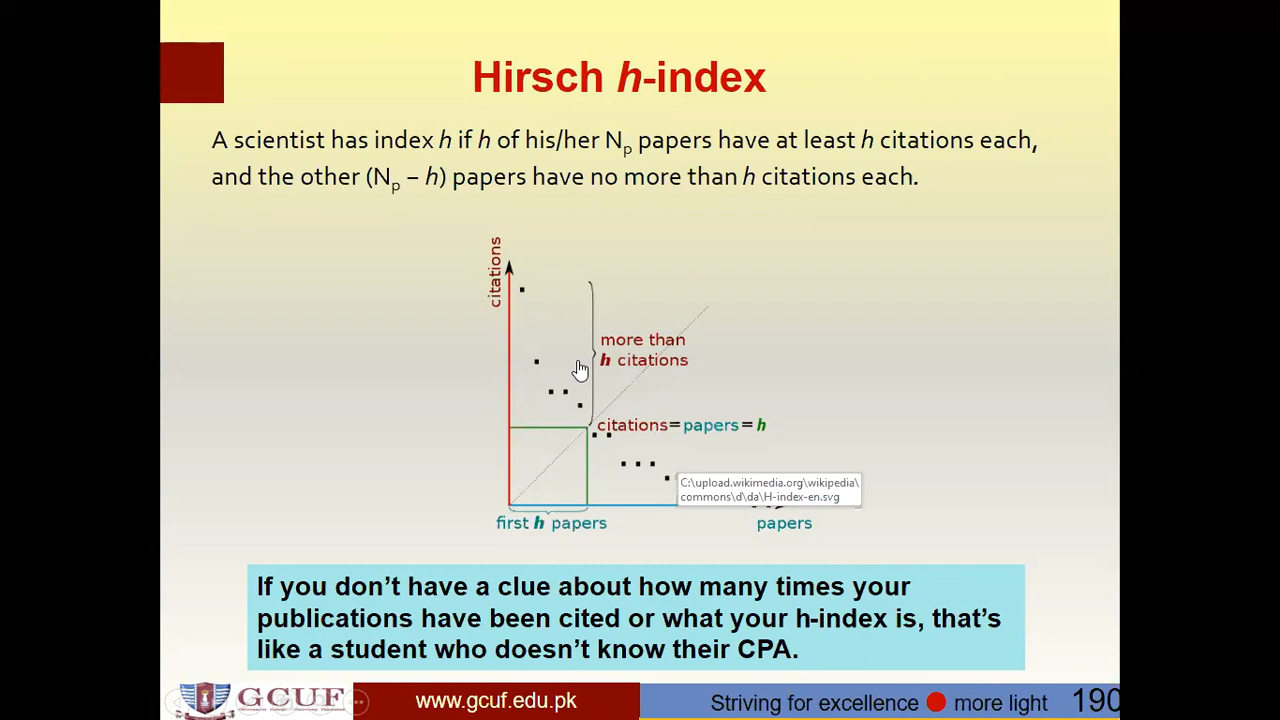 Hirsch h-index
A scientist has index h if h of his/her Np papers have at least h citations each,
and the other (Np − h) papers have no more than h citations each.
citations
more than
h citations
citations=papers=h
C:\upload.wikimedia.org\wikipedia\
commons\d\da\H-index-en.svg
first h papers
papers
If you don’t have a clue about how many times your
publications have been cited or what your h-index is, that’s
like a student who doesn’t know their CPA.
GCUF
www.gcuf.edu.pk
Striving for excellence more light
190